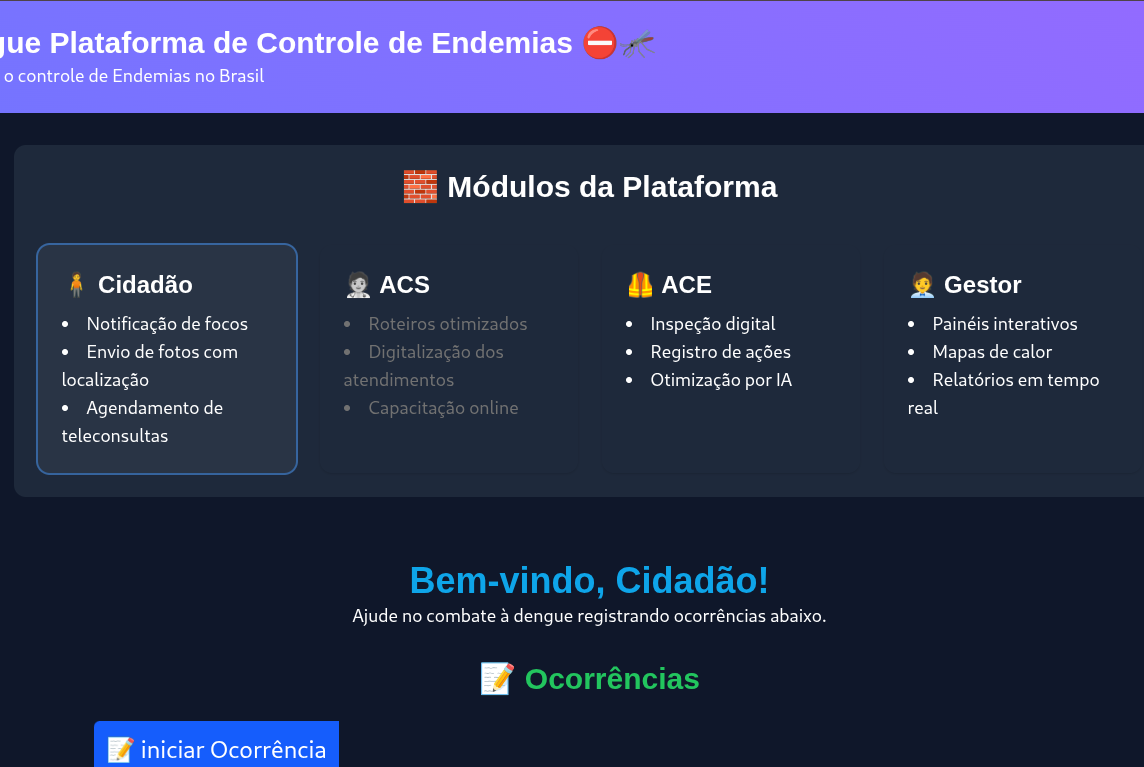 Plataforma de Controle de Endemias ⛔🦟
o controle de Endemias no Brasil
🧱 Módulos da Plataforma
🧍 Cidadão
• Notificação de focos
• Envio de fotos com
localização
• Agendamento de
teleconsultas
🧑‍⚕️ ACS
• Roteiros otimizados
• Digitalização dos
atendimentos
• Capacitação online
🦺 ACE
• Inspeção digital
• Registro de ações
• Otimização por IA
🧑‍💼 Gestor
• Painéis interativos
• Mapas de calor
• Relatórios em tempo
real
Bem-vindo, Cidadão!
Ajude no combate à dengue registrando ocorrências abaixo.
📝 Ocorrências
📝 iniciar Ocorrência